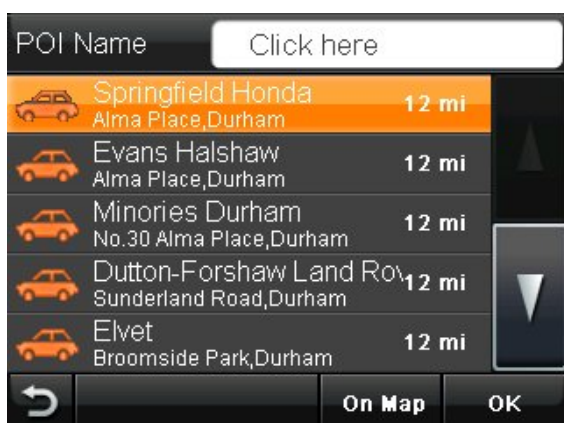 POI Name Click here
Springfield Honda 12 mi
Alma Place,Durham
Evans Halshaw 12 mi
Alma Place,Durham
Minories Durham 12 mi
No.30 Alma Place,Durham
Dutton-Forshaw Land Rov 12 mi
Sunderland Road,Durham
Elvet 12 mi
Broomside Park,Durham
On Map OK